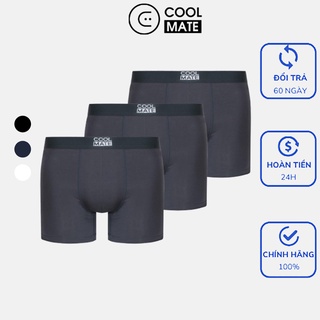 COOL
MATE
COOL
MATE
COOL
MATE
COOL
MATE
ĐỔI TRẢ
60 NGÀY
HOÀN TIỀN
24H
CHÍNH HÃNG
100%